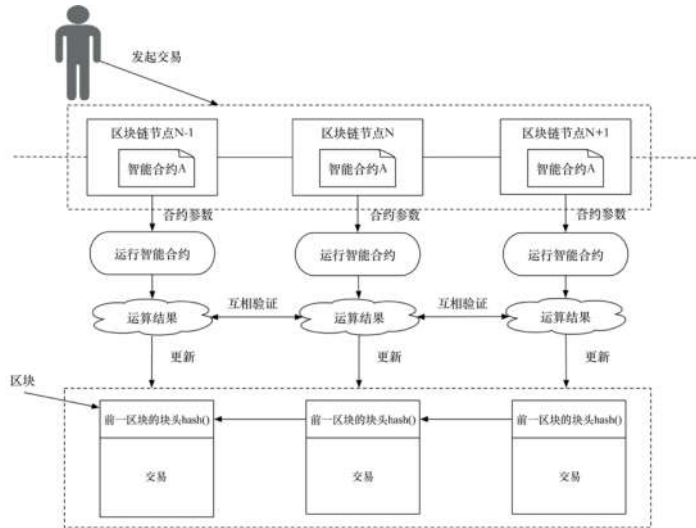 发起交易
区块链节点N-1
区块链节点N
区块链节点N+1
智能合约A
智能合约A
智能合约A
合约参数
合约参数
合约参数
运行智能合约
运行智能合约
运行智能合约
互相验证
互相验证
运算结果
运算结果
运算结果
更新
更新
更新
区块
前一区块的块头hash()
前一区块的块头hash()
前一区块的块头hash()
交易
交易
交易